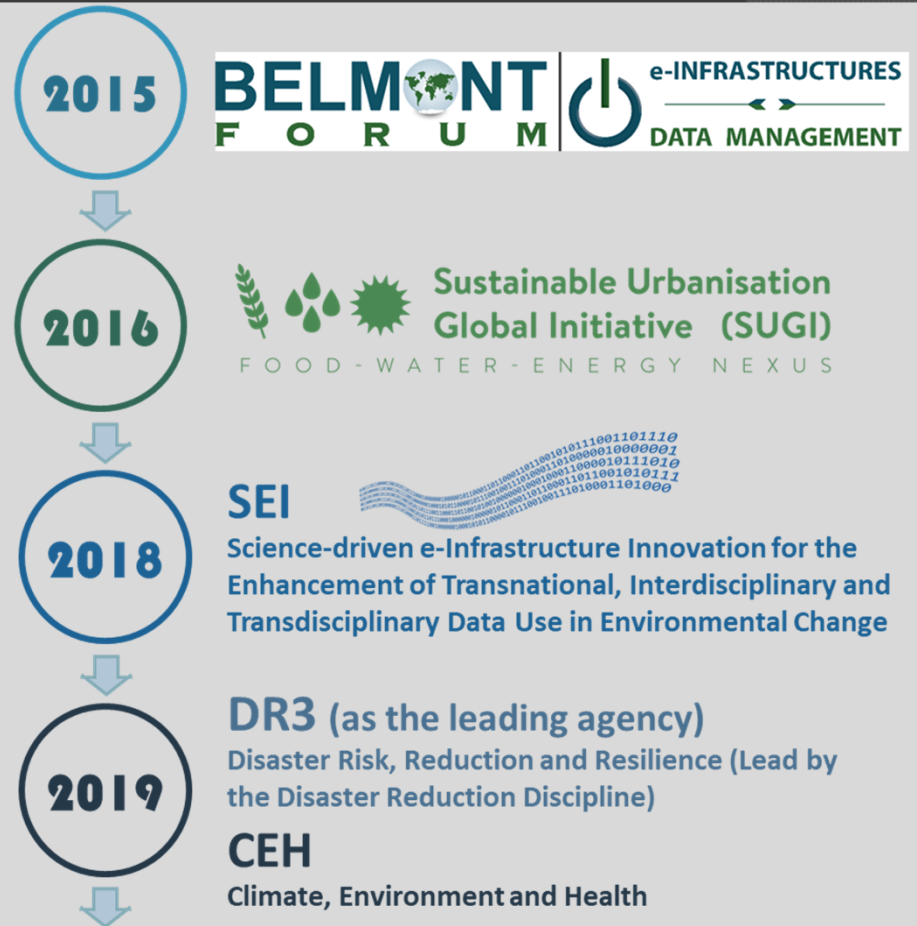 2015
BELMONT
FORUM
e-INFRASTRUCTURES
DATA MANAGEMENT
2016
Sustainable Urbanisation
Global Initiative (SUGI)
FOOD-WATER-ENERGY NEXUS
2018
SEI
Science-driven e-Infrastructure Innovation for the
Enhancement of Transnational, Interdisciplinary and
Transdisciplinary Data Use in Environmental Change
2019
DR3 (as the leading agency)
Disaster Risk, Reduction and Resilience (Lead by
the Disaster Reduction Discipline)
CEH
Climate, Environment and Health